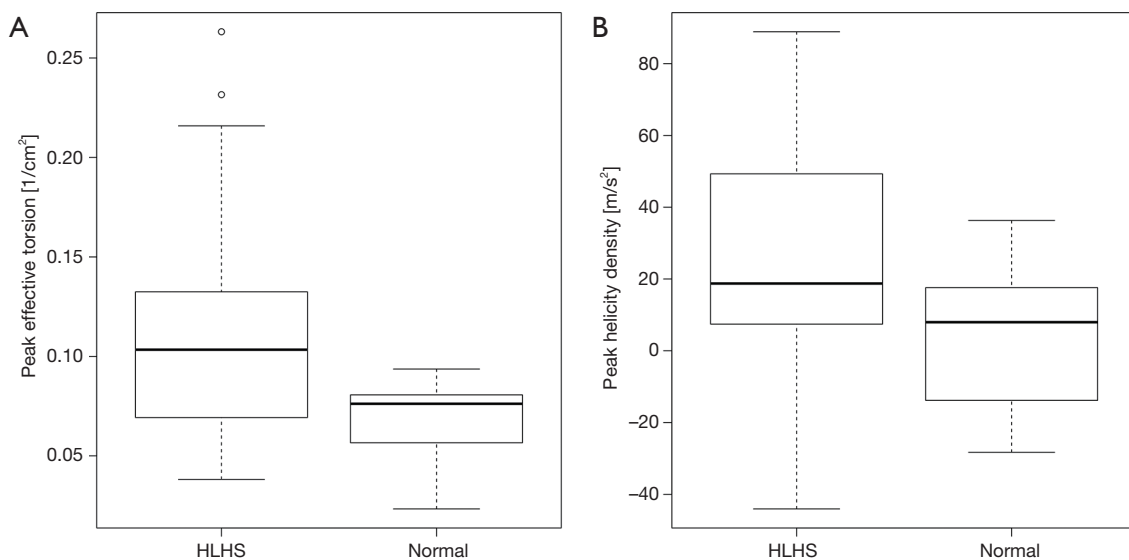 A
Peak effective torsion [1/cm²]
0.25
0.20
0.15
0.10
0.05
HLHS
Normal
B
Peak helicity density [m/s²]
80
60
40
20
0
−20
−40
HLHS
Normal